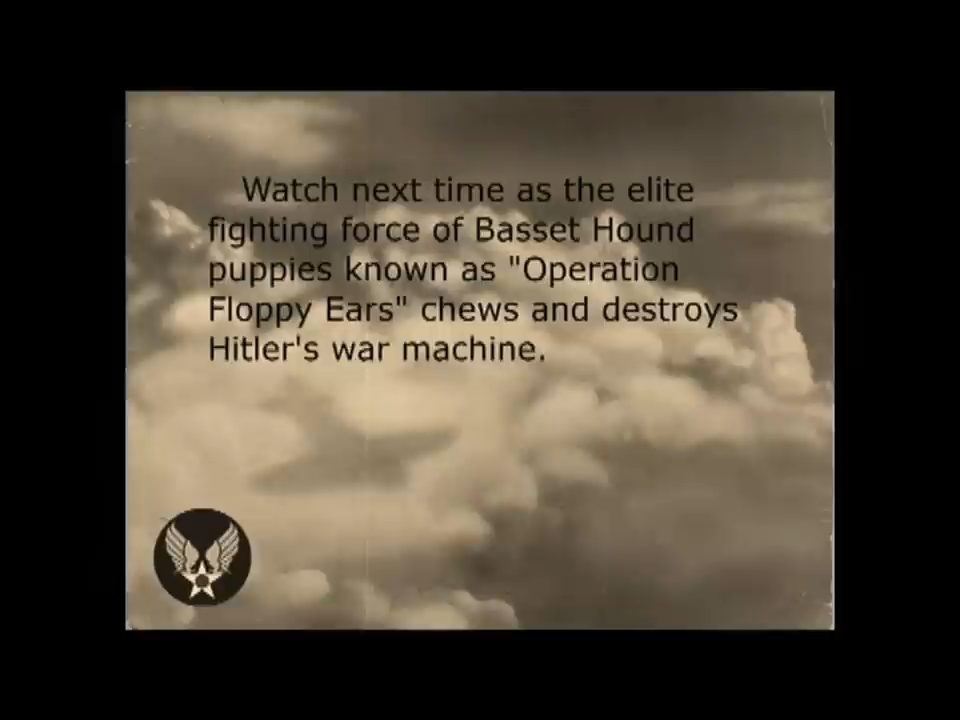 Watch next time as the elite
fighting force of Basset Hound
puppies known as "Operation
Floppy Ears" chews and destroys
Hitler's war machine.